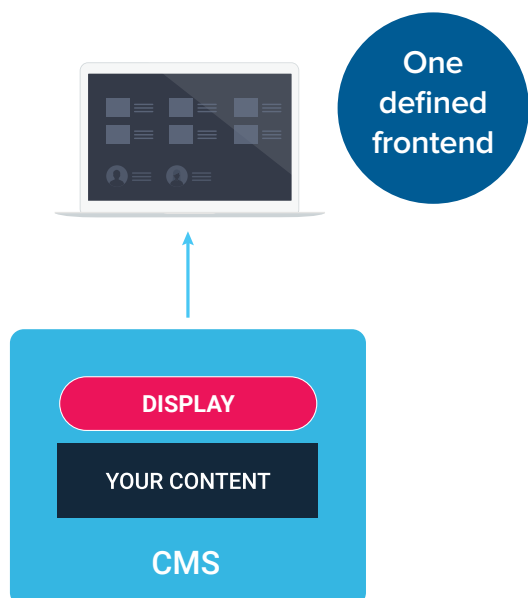 One
defined
frontend
DISPLAY
YOUR CONTENT
CMS